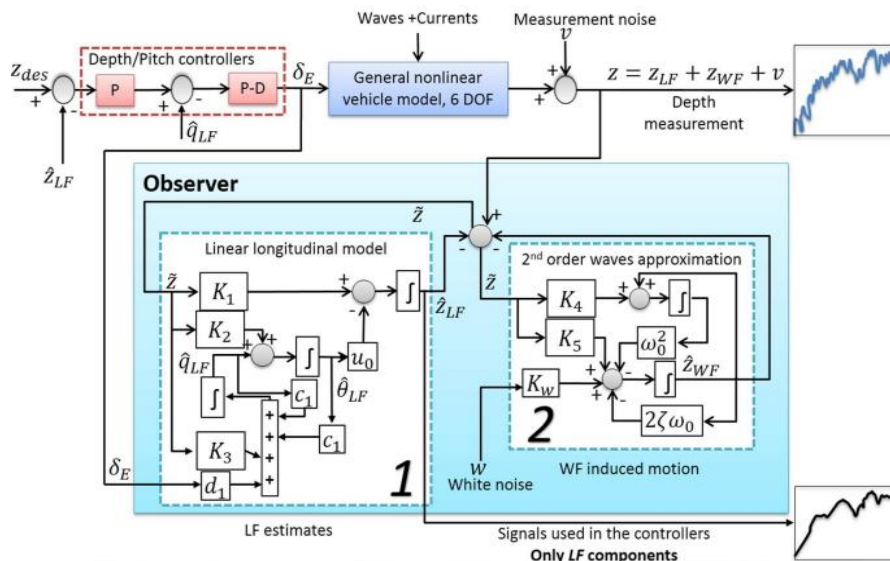 Waves +Currents
Measurement noise
v
Depth/Pitch controllers
z_des
+
-
P
+
-
P-D
δ_E
General nonlinear
vehicle model, 6 DOF
+
+
z = z_LF + z_WF + v
Depth
measurement
q̂_LF
ẑ_LF
Observer
z̃
+
-
-
Linear longitudinal model
2nd order waves approximation
z̃
K_1
+
-
∫
ẑ_LF
z̃
K_4
+
+
∫
K_2
+
+
K_5
ω_0^2
q̂_LF
∫
u_0
+
-
∫
ẑ_WF
∫
c_1
θ̂_LF
K_w
+
-
+
+
+
+
c_1
2ζω_0
K_3
δ_E
d_1
1
2
w
White noise
WF induced motion
LF estimates
Signals used in the controllers
Only LF components